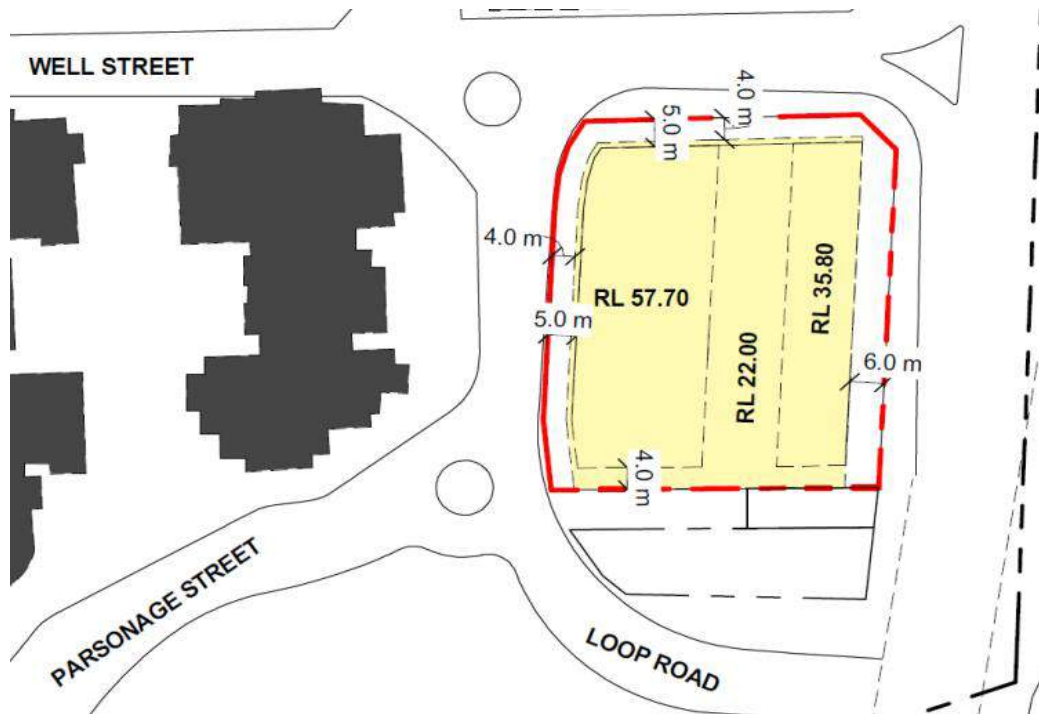 WELL STREET
4.0 m
5.0 m
4.0 m
5.0 m
RL 57.70
RL 35.80
RL 22.00
6.0 m
4.0 m
PARSONAGE STREET
LOOP ROAD